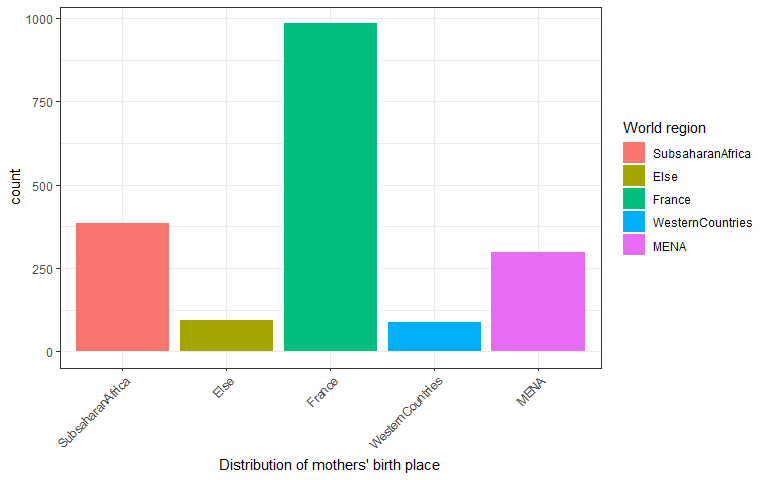 1000
750
500
250
0
count
SubsaharanAfrica
Else
France
WesternCountries
MENA
Distribution of mothers' birth place
World region
SubsaharanAfrica
Else
France
WesternCountries
MENA